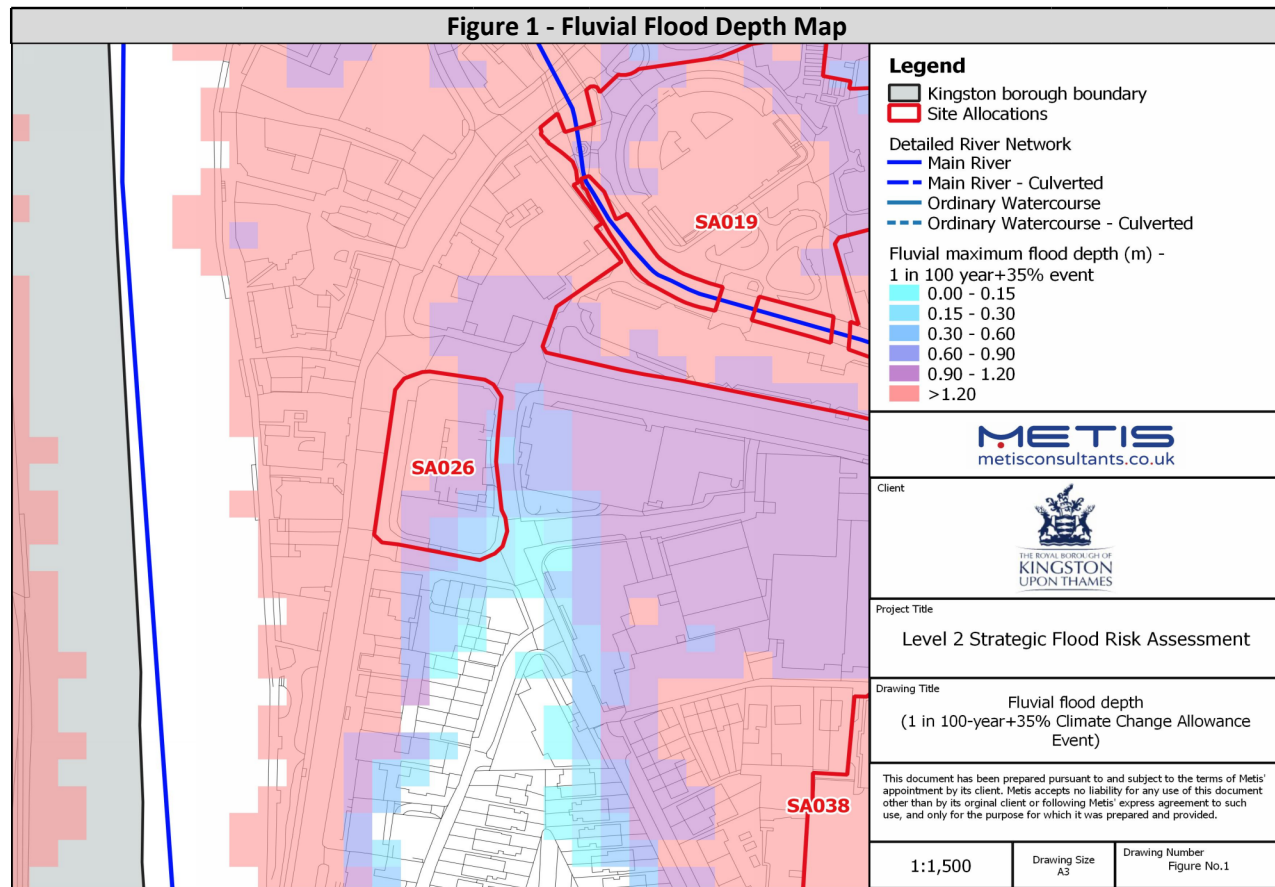 Figure 1 - Fluvial Flood Depth Map
SA019
SA026
SA038
Legend
Kingston borough boundary
Site Allocations
Detailed River Network
Main River
Main River - Culverted
Ordinary Watercourse
Ordinary Watercourse - Culverted
Fluvial maximum flood depth (m) -
1 in 100 year+35% event
0.00 - 0.15
0.15 - 0.30
0.30 - 0.60
0.60 - 0.90
0.90 - 1.20
>1.20
METIS
metisconsultants.co.uk
Client
THE ROYAL BOROUGH OF
KINGSTON
UPON THAMES
Project Title
Level 2 Strategic Flood Risk Assessment
Drawing Title
Fluvial flood depth
(1 in 100-year+35% Climate Change Allowance
Event)
This document has been prepared pursuant to and subject to the terms of Metis'
appointment by its client. Metis accepts no liability for any use of this document
other than by its orginal client or following Metis' express agreement to such
use, and only for the purpose for which it was prepared and provided.
1:1,500
Drawing Size
A3
Drawing Number
Figure No.1